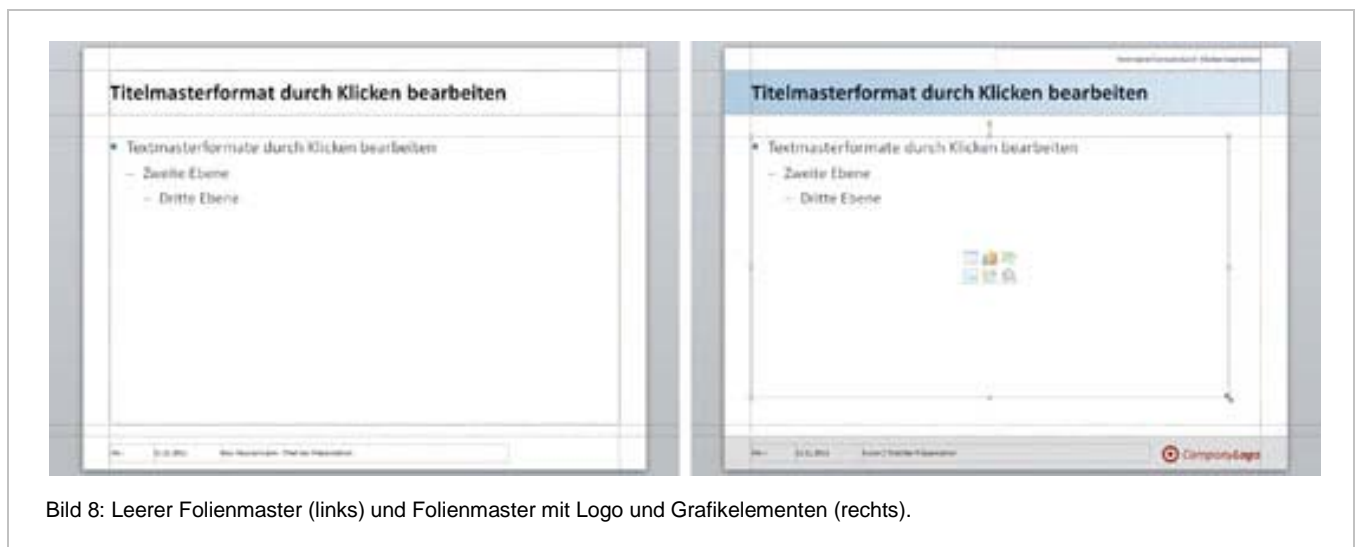 Titelmasterformat durch Klicken bearbeiten
Textmasterformate durch Klicken bearbeiten
– Zweite Ebene
– Dritte Ebene
Titelmasterformat durch Klicken bearbeiten
Textmasterformate durch Klicken bearbeiten
– Zweite Ebene
– Dritte Ebene
CompanyLogo
Bild 8: Leerer Folienmaster (links) und Folienmaster mit Logo und Grafikelementen (rechts).